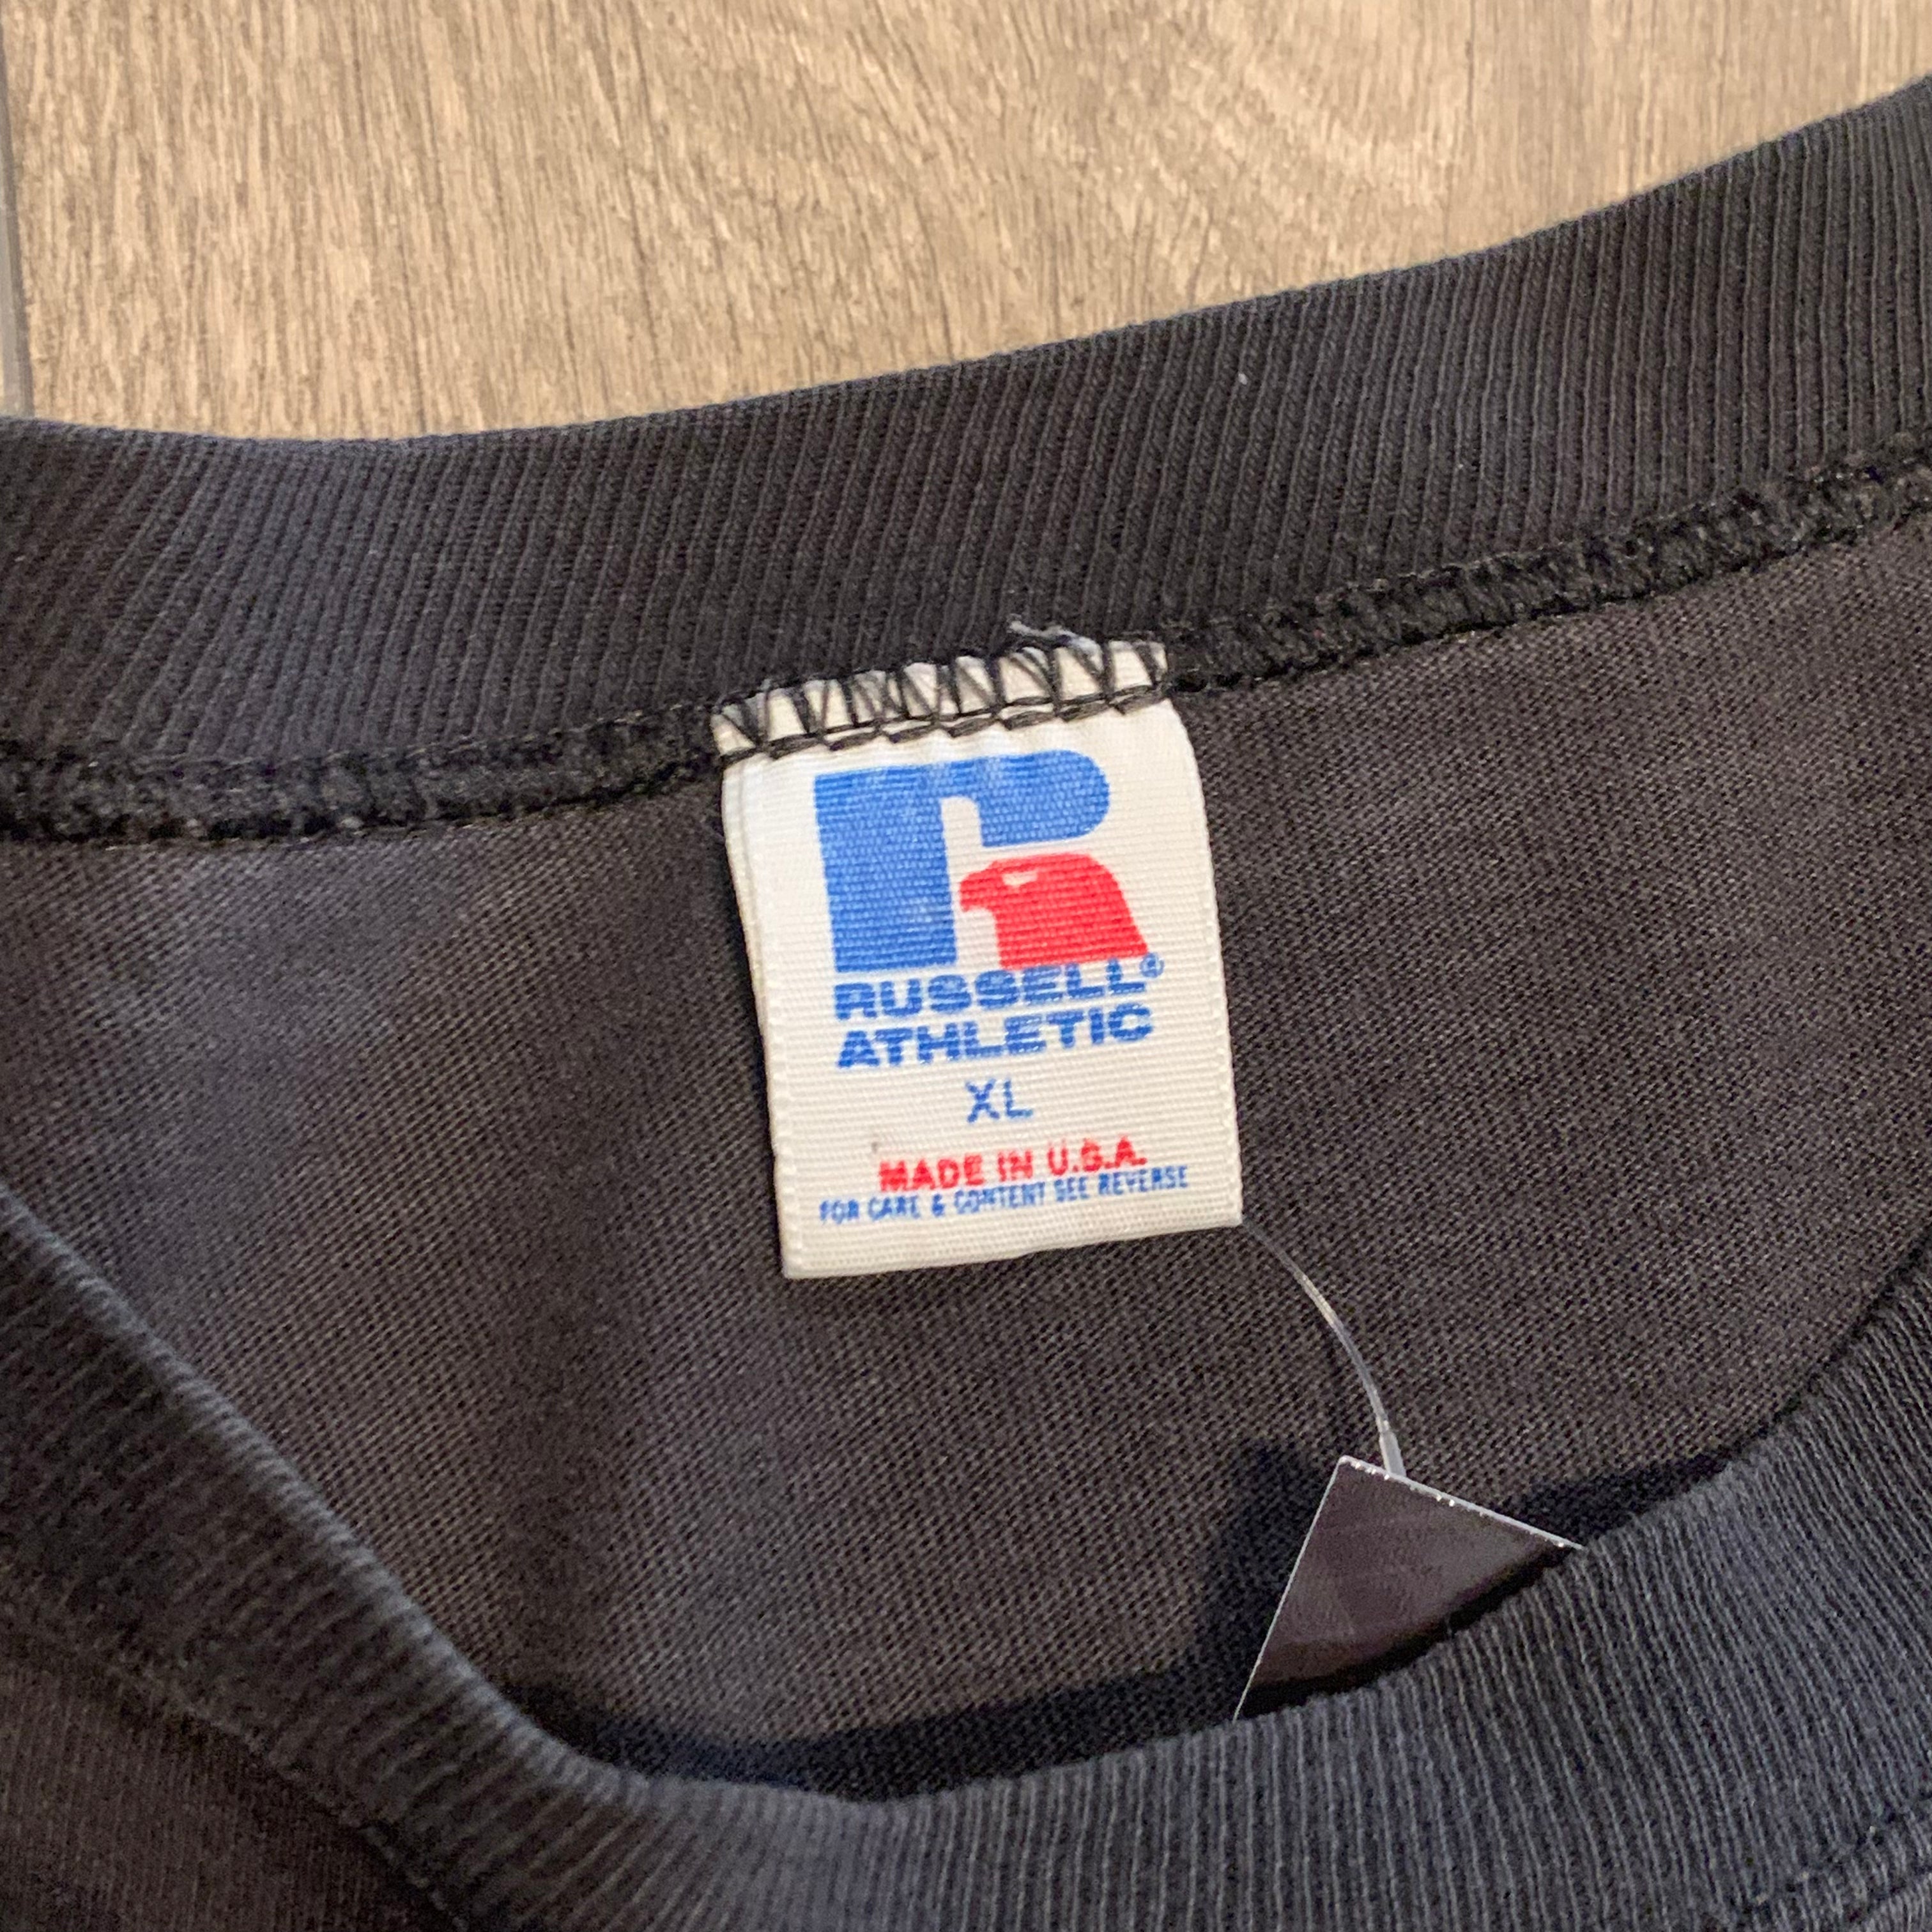 R
RUSSELL®
ATHLETIC
XL
MADE IN U.S.A.
FOR CARE & CONTENT SEE REVERSE